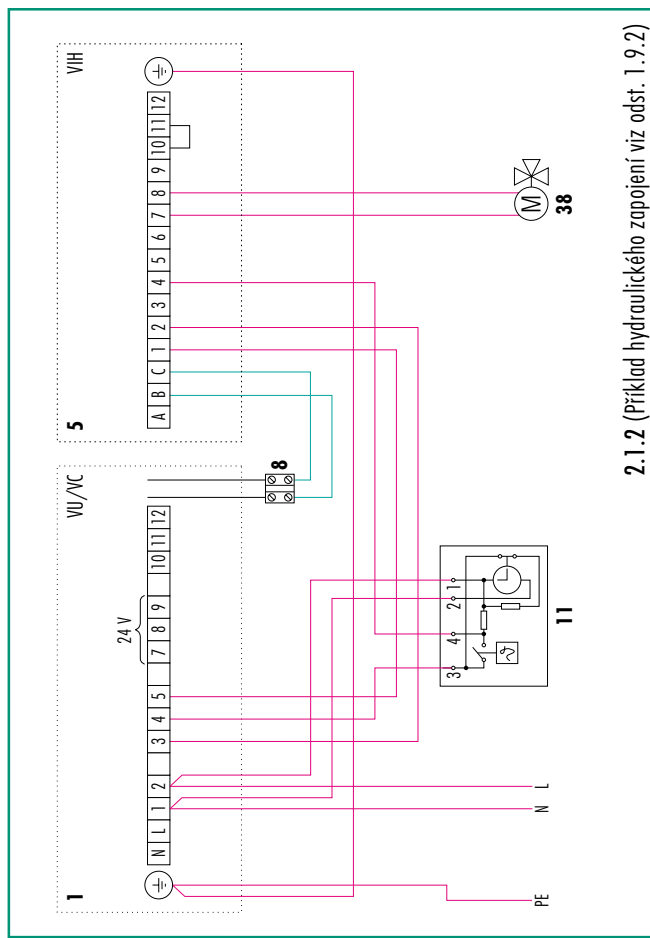 1
VU/VC
24 V
N L 1 2 3 4 5 7 8 9 10 11 12
5
VIH
A B C 1 2 3 4 5 6 7 8 9 10 11 12
8
PE
N
L
3 4 2 1
11
M
38
2.1.2 (Příklad hydraulického zapojení viz odst. 1.9.2)